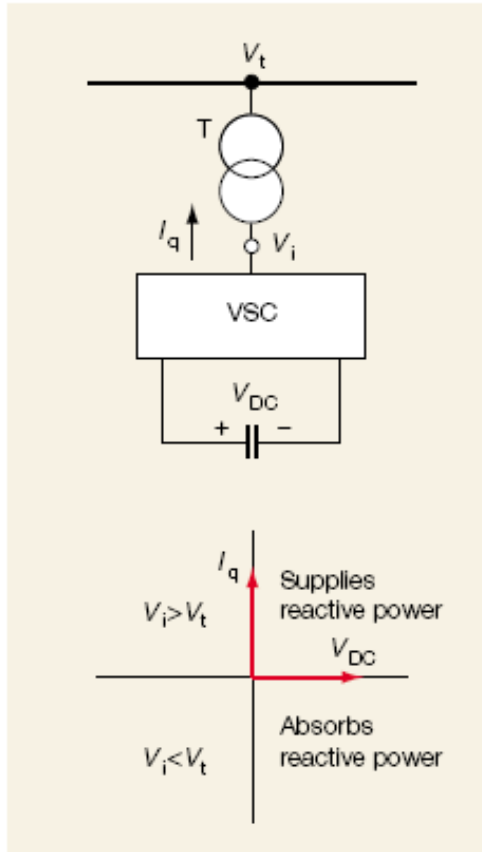 Vt
T
Iq
Vi
VSC
VDC
+ −
Iq
Supplies
reactive power
Vi>Vt
VDC
Absorbs
reactive power
Vi<Vt